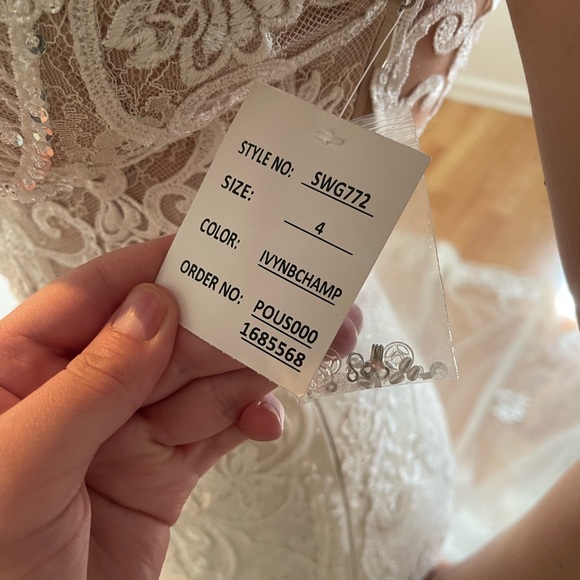 STYLE NO: SWG772
SIZE: 4
COLOR: IVYNBCHAMP
ORDER NO: POUS000
1685568